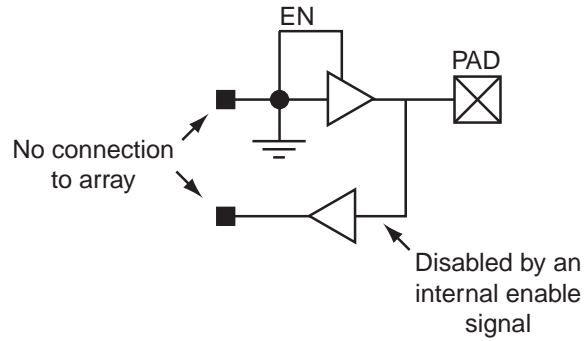 EN
PAD
No connection
to array
Disabled by an
internal enable
signal